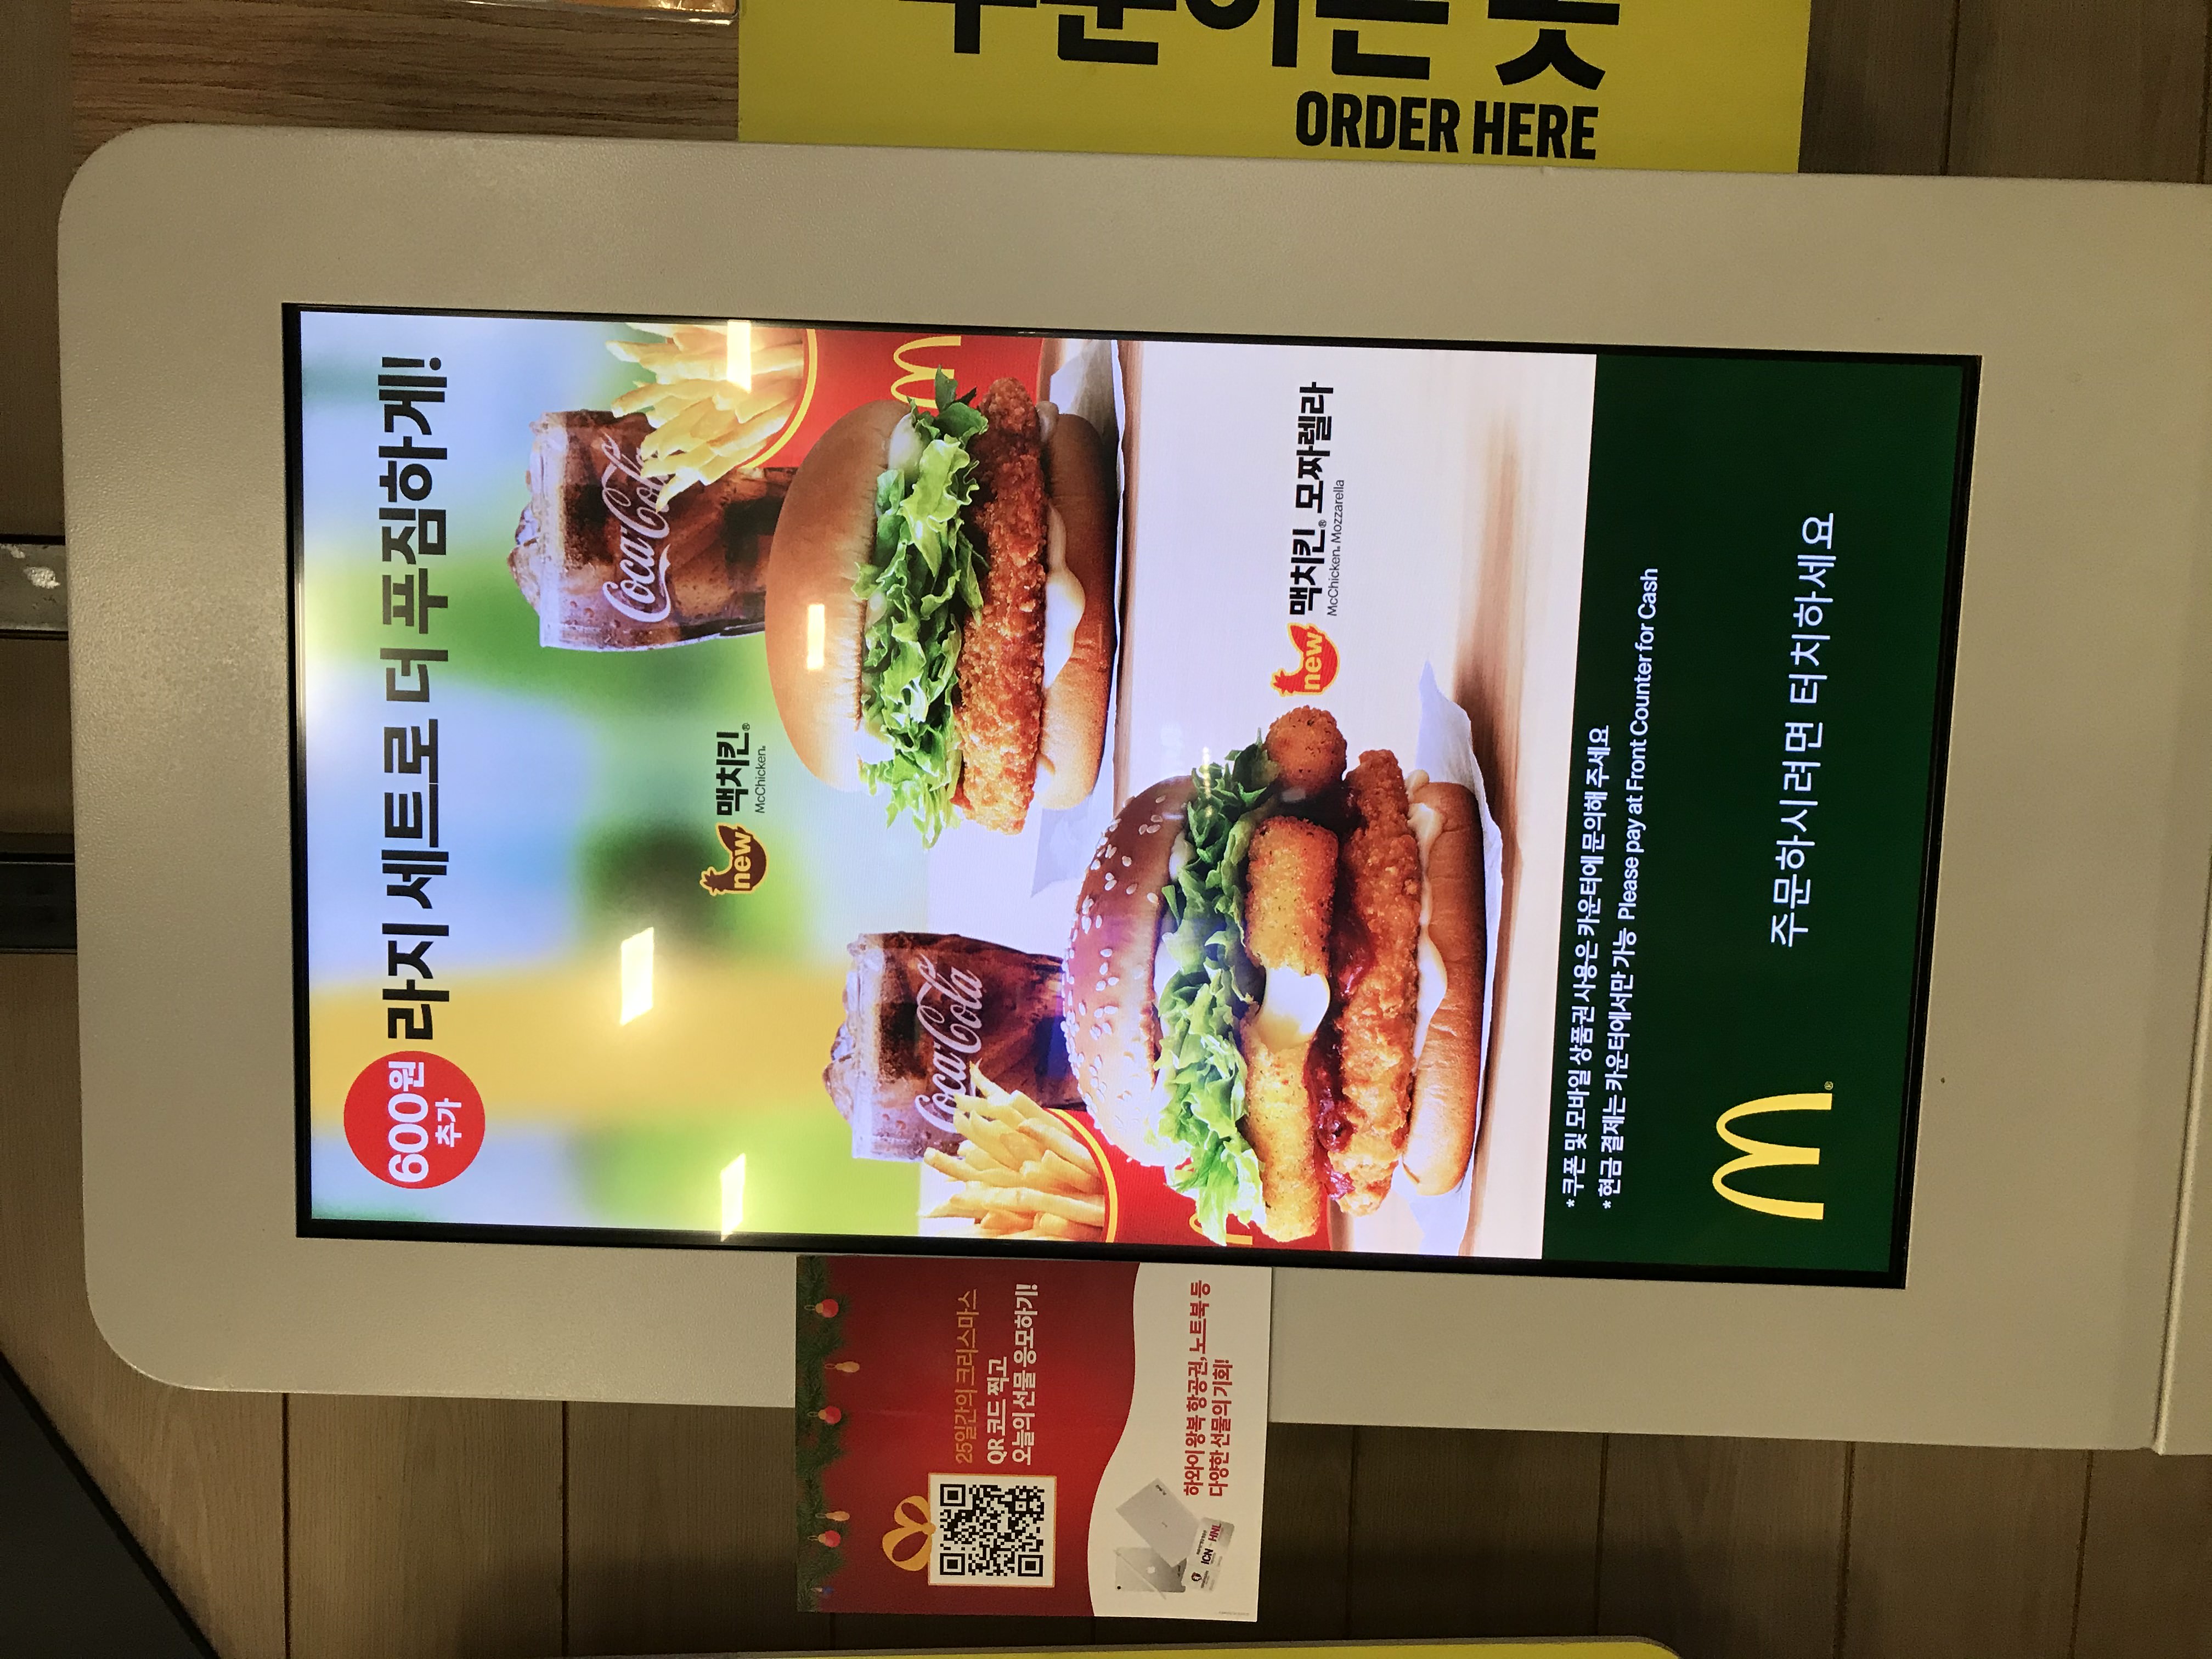 600원
추가
라지 세트로 더 푸짐하게!
Coca-Cola
new 맥치킨®
McChicken®
Coca-Cola
new 맥치킨® 모짜렐라
McChicken® Mozzarella
* 쿠폰 및 모바일 상품권 사용은 카운터에 문의해 주세요
* 현금 결제는 카운터에서만 가능 Please pay at Front Counter for Cash
주문하시려면 터치하세요
25일간의 크리스마스
QR 코드 찍고
오늘의 선물 응모하기!
ICN HNL
하와이 왕복 항공권, 노트북 등
다양한 선물의 기회!
ORDER HERE